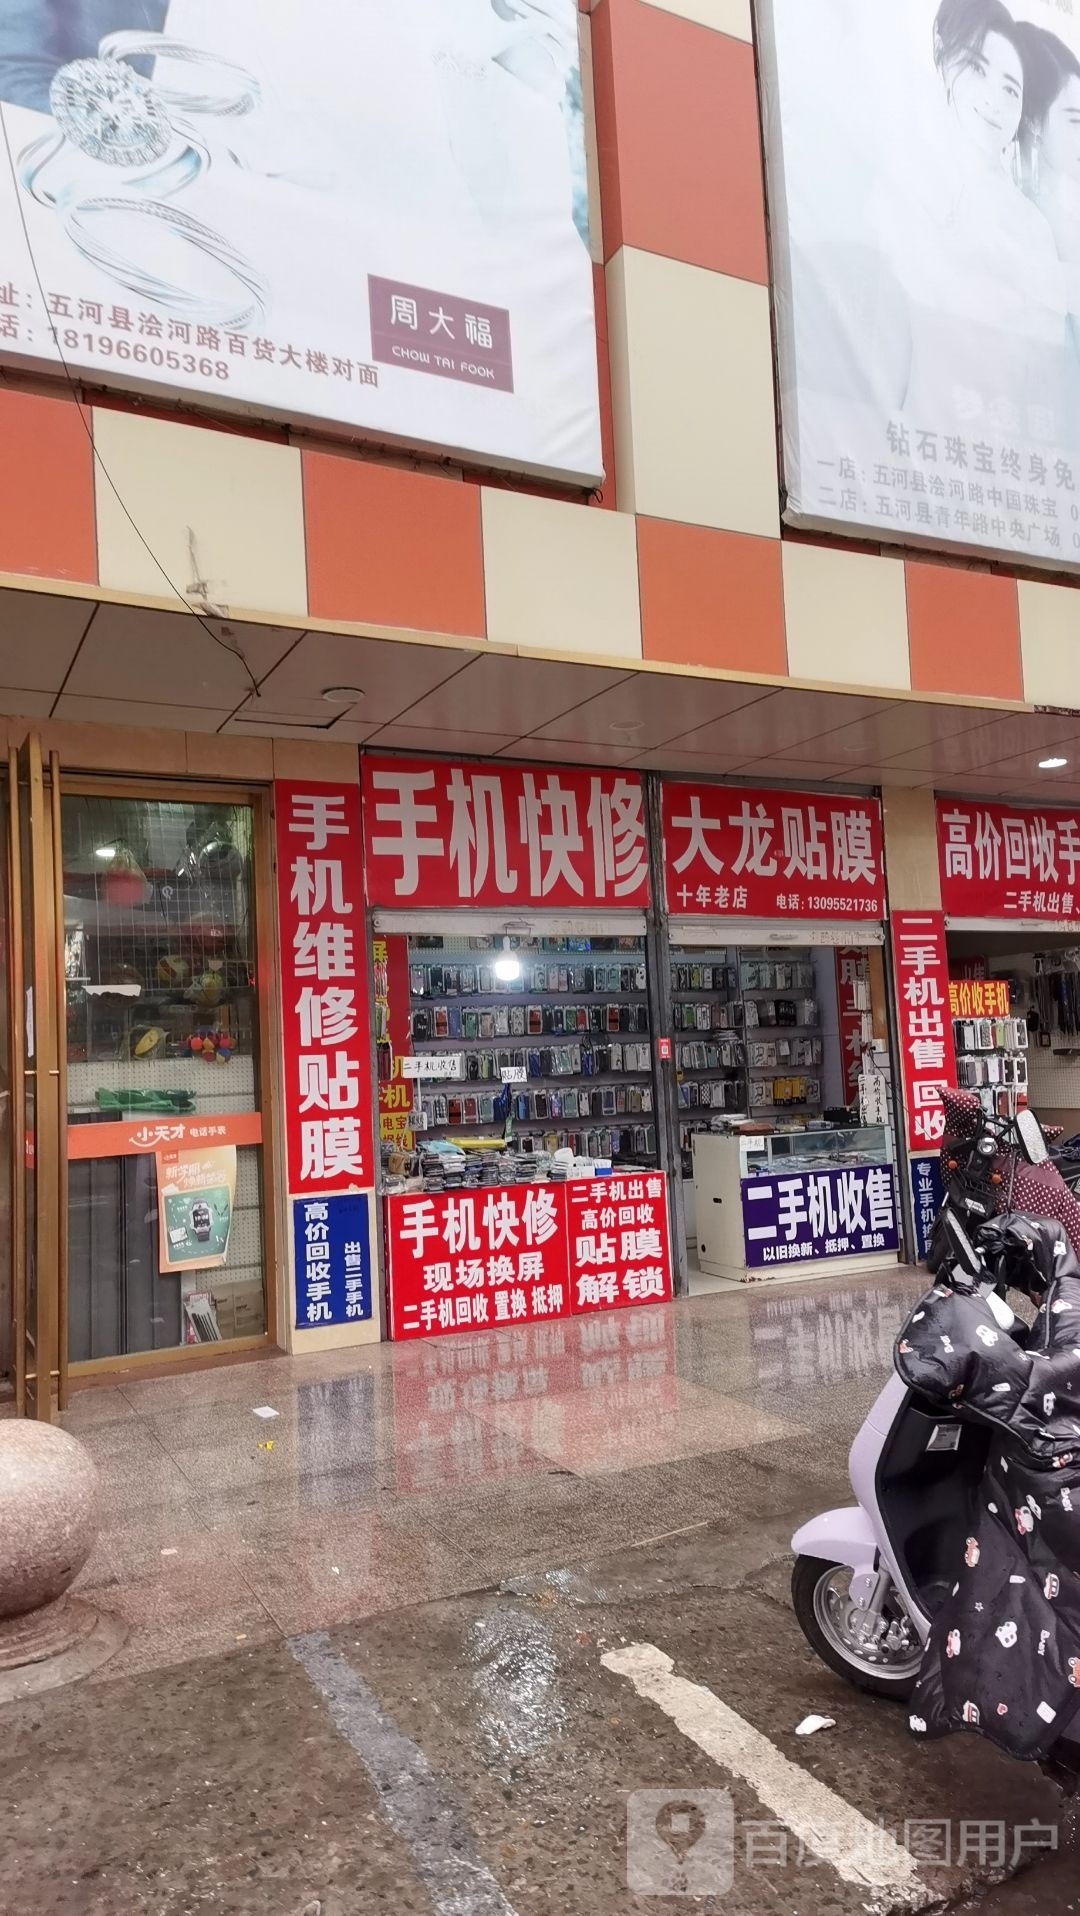 址：五河县浍河路百货大楼对面
话：18196605368
周大福
CHOW TAI FOOK
钻石珠宝终身免
一店：五河县浍河路中国珠宝 0
二店：五河县青年路中央广场 0
手机维修贴膜
高价回收手机
出售二手手机
手机快修
大龙贴膜
十年老店
电话：13095521736
高价回收手
二手机出售、
二手机出售 回收
高价收手机
二手机收售
贴膜
小天才 电话手表
手机快修
现场换屏
二手机回收 置换 抵押
二手机出售
高价回收
贴膜
解锁
二手机收售
以旧换新、抵押、置换
专业手机换屏
百度地图用户